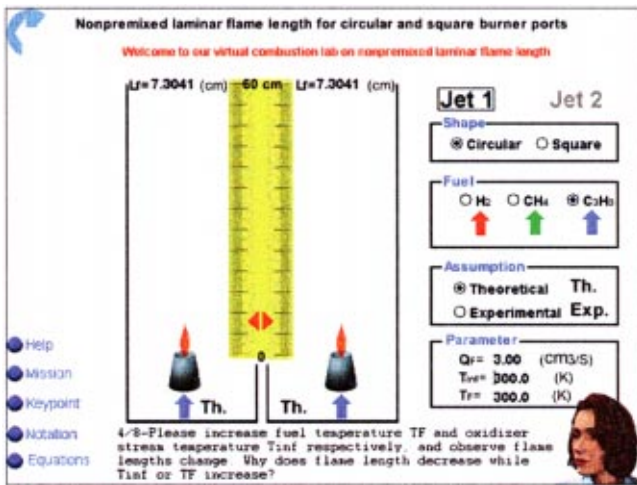 Nonpremixed laminar flame length for circular and square burner ports
Welcome to our virtual combustion lab on nonpremixed laminar flame length
Lf=7.3041 (cm) 60 cm Lf=7.3041 (cm)
Jet 1 Jet 2
Shape
Circular Square
Fuel
H2 CH4 C3H8
Assumption
Theoretical Th.
Experimental Exp.
Parameter
QF= 3.00 (cm3/S)
Tinf= 300.0 (K)
TF= 300.0 (K)
0
Th. Th.
Help
Mission
Keypoint
Notation
Equations
4/8-Please increase fuel temperature TF and oxidizer
stream temperature Tinf respectively, and observe flame
lengths change. Why does flame length decrease while
Tinf or TF increase?